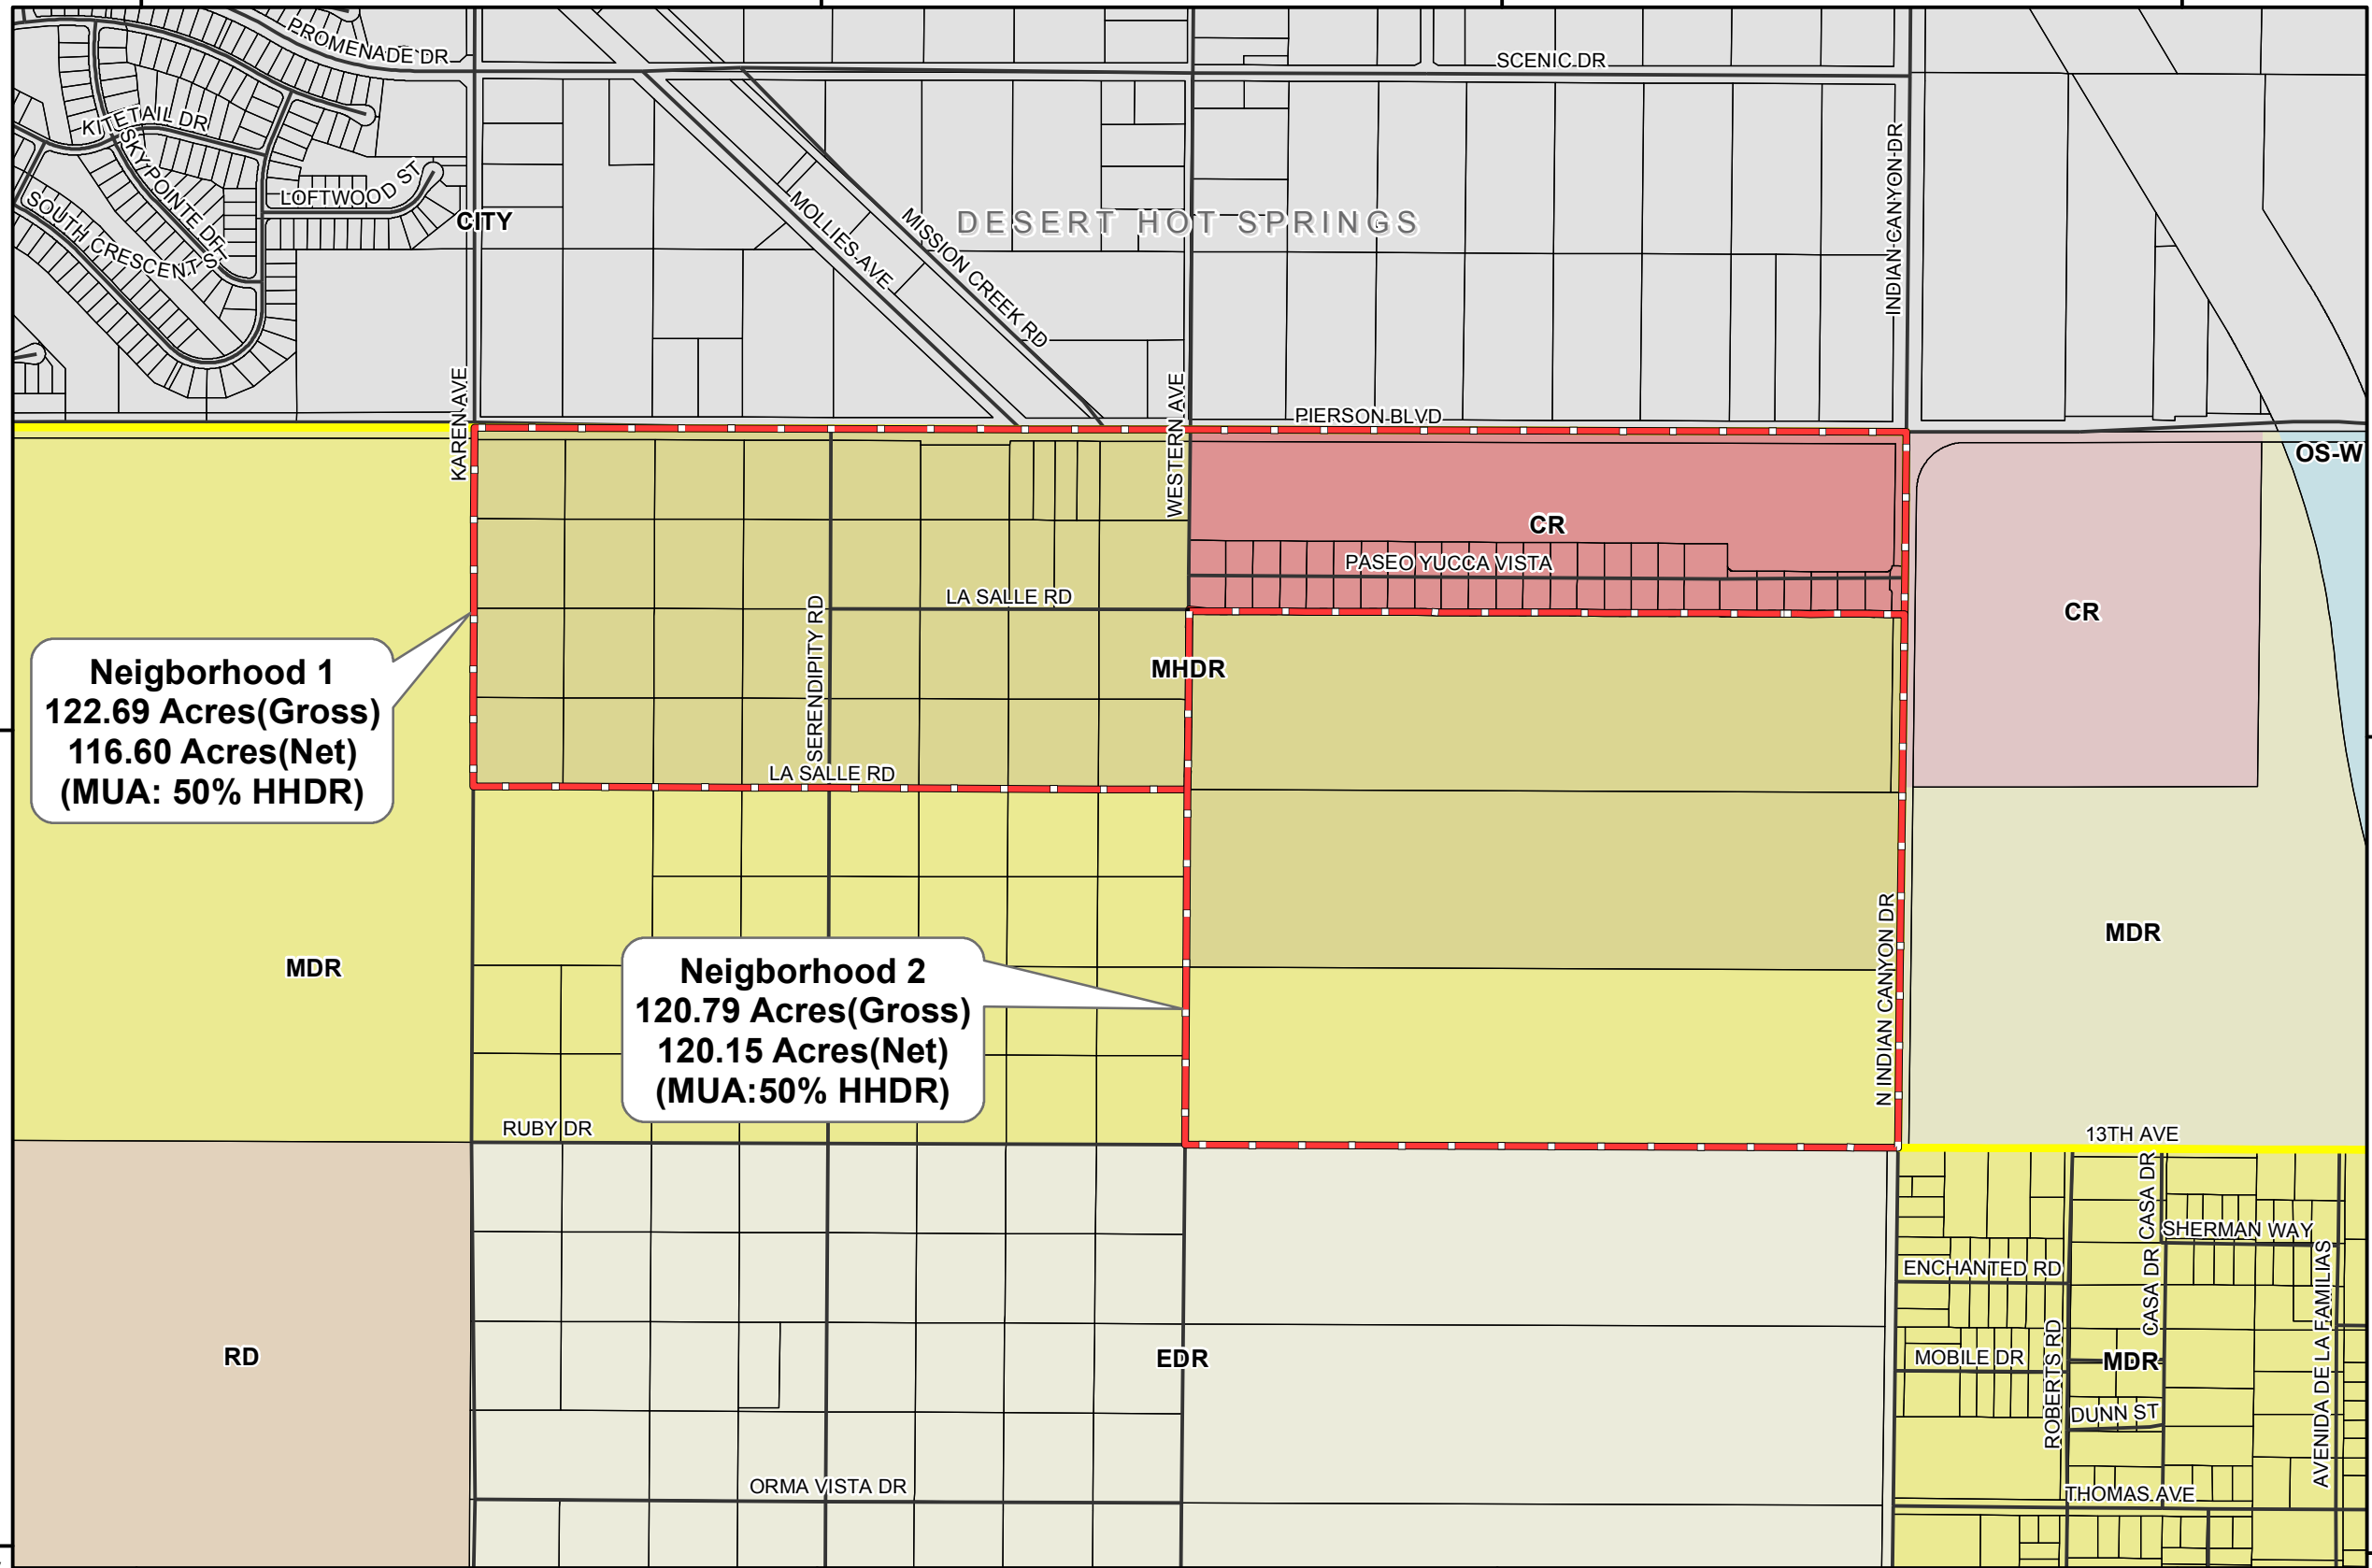 PROMENADE DR
SCENIC DR
KITETAIL DR
SKYPOINTE DR
LOFTWOOD ST
SOUTH CRESCENT ST
CITY
MOLLIES AVE
MISSION CREEK RD
DESERT HOT SPRINGS
INDIAN CANYON DR
KAREN AVE
WESTERN AVE
PIERSON BLVD
OS-W
CR
PASEO YUCCA VISTA
LA SALLE RD
CR
SERENDIPITY RD
MHDR
Neigborhood 1
122.69 Acres(Gross)
116.60 Acres(Net)
(MUA: 50% HHDR)
LA SALLE RD
MDR
Neigborhood 2
120.79 Acres(Gross)
120.15 Acres(Net)
(MUA:50% HHDR)
N INDIAN CANYON DR
MDR
RUBY DR
13TH AVE
CASA DR
SHERMAN WAY
ENCHANTED RD
CASA DR
AVENIDA DE LA FAMILIAS
RD
EDR
MOBILE DR
ROBERTS RD
MDR
DUNN ST
ORMA VISTA DR
THOMAS AVE